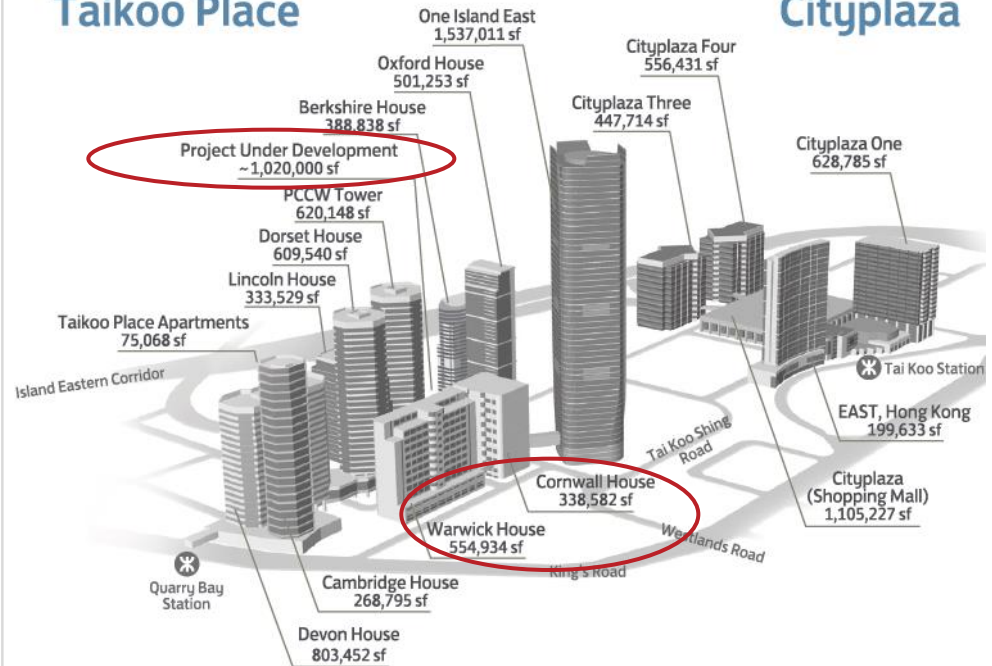 Taikoo Place
Cityplaza
One Island East
1,537,011 sf
Oxford House
501,253 sf
Berkshire House
388,838 sf
Project Under Development
~1,020,000 sf
PCCW Tower
620,148 sf
Dorset House
609,540 sf
Lincoln House
333,529 sf
Taikoo Place Apartments
75,068 sf
Island Eastern Corridor
Cityplaza Four
556,431 sf
Cityplaza Three
447,714 sf
Cityplaza One
628,785 sf
Tai Koo Station
EAST, Hong Kong
199,633 sf
Tai Koo Shing
Road
Cityplaza
(Shopping Mall)
1,105,227 sf
Cornwall House
338,582 sf
Warwick House
554,934 sf
Westlands Road
King's Road
Quarry Bay
Station
Cambridge House
268,795 sf
Devon House
803,452 sf